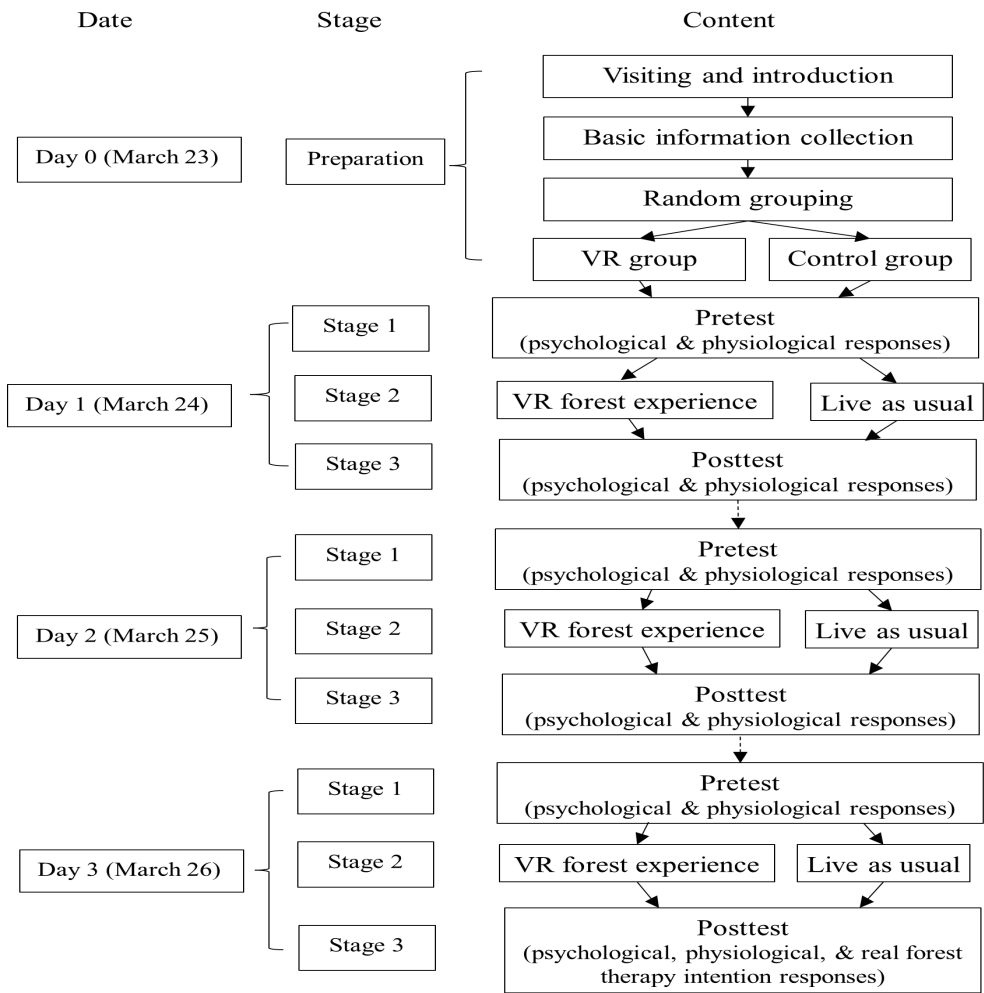 Date Stage Content
Visiting and introduction
Basic information collection
Day 0 (March 23) Preparation
Random grouping
VR group Control group
Stage 1
Pretest
(psychological & physiological responses)
Day 1 (March 24) Stage 2 VR forest experience Live as usual
Stage 3
Posttest
(psychological & physiological responses)
Stage 1
Pretest
(psychological & physiological responses)
Day 2 (March 25) Stage 2 VR forest experience Live as usual
Stage 3
Posttest
(psychological & physiological responses)
Stage 1
Pretest
(psychological & physiological responses)
Day 3 (March 26) Stage 2 VR forest experience Live as usual
Stage 3
Posttest
(psychological, physiological, & real forest
therapy intention responses)